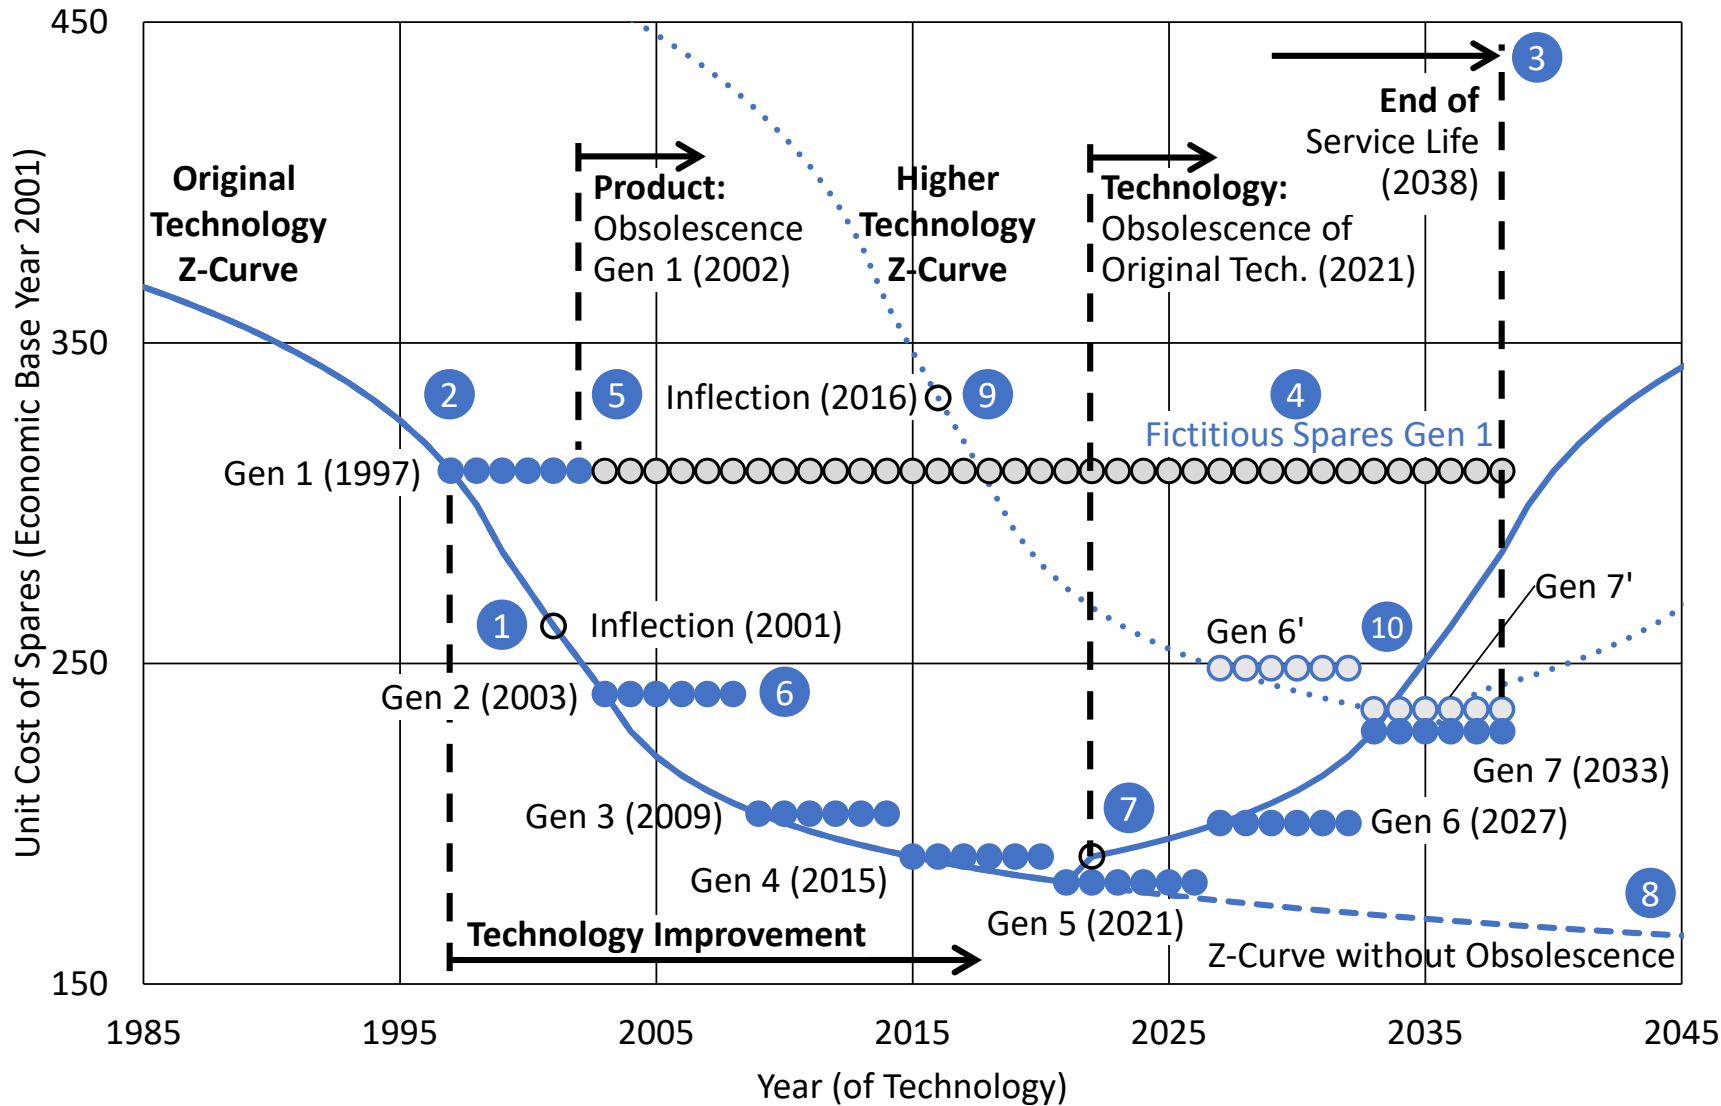 Unit Cost of Spares (Economic Base Year 2001)
450
350
250
150
Original
Technology
Z-Curve
Product:
Obsolescence
Gen 1 (2002)
Higher
Technology
Z-Curve
Technology:
Obsolescence of
Original Tech. (2021)
3
End of
Service Life
(2038)
2
5
Inflection (2016)
9
4
Fictitious Spares Gen 1
Gen 1 (1997)
1
Inflection (2001)
Gen 6'
10
Gen 7'
Gen 2 (2003)
6
Gen 7 (2033)
Gen 3 (2009)
7
Gen 6 (2027)
Gen 4 (2015)
8
Gen 5 (2021)
Technology Improvement
Z-Curve without Obsolescence
1985
1995
2005
2015
2025
2035
2045
Year (of Technology)